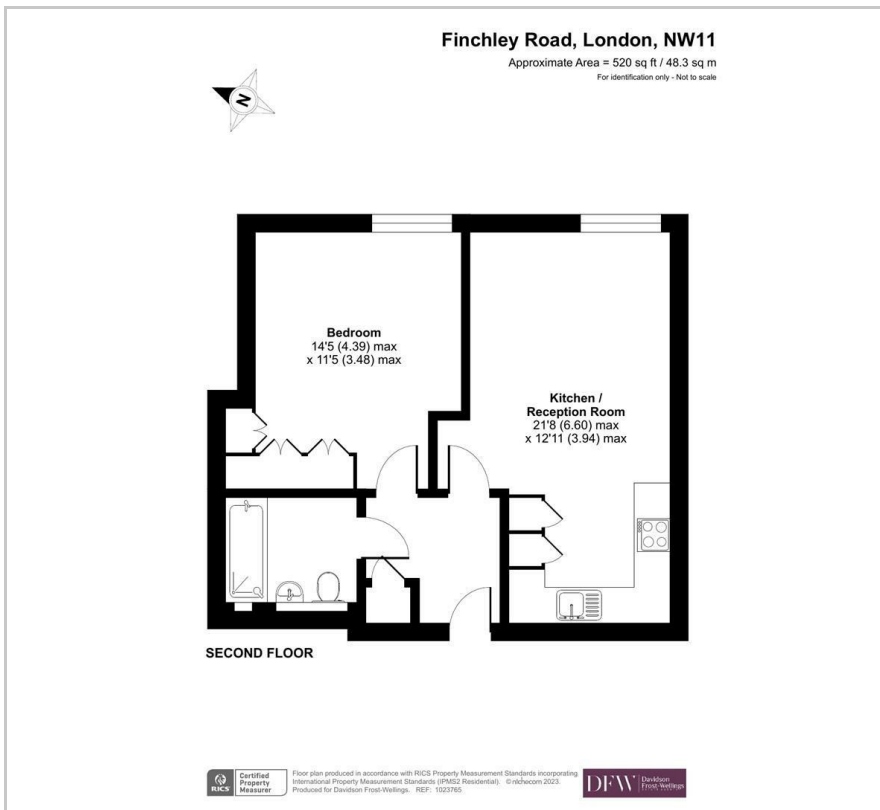 Finchley Road, London, NW11
Approximate Area = 520 sq ft / 48.3 sq m
For identification only - Not to scale
N
Bedroom
14'5 (4.39) max
x 11'5 (3.48) max
Kitchen /
Reception Room
21'8 (6.60) max
x 12'11 (3.94) max
SECOND FLOOR
RICS
Certified
Property
Measurer
Floor plan produced in accordance with RICS Property Measurement Standards incorporating
International Property Measurement Standards (IPMS2 Residential). ©nichecom 2023.
Produced for Davidson Frost-Wellings. REF: 1023765
DFW
Davidson
Frost-Wellings